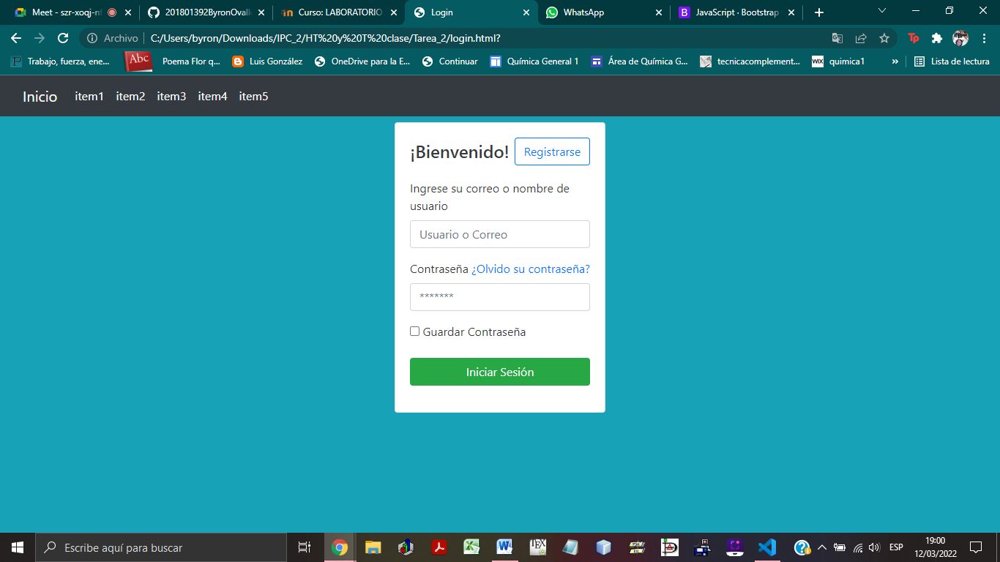 Meet - szr-xoqj-nf
201801392ByronOvall
Curso: LABORATORIO
Login
WhatsApp
JavaScript · Bootstrap
Archivo
C:/Users/byron/Downloads/IPC_2/HT%20y%20T%20clase/Tarea_2/login.html?
Trabajo, fuerza, ene...
Abc
Poema Flor q...
Luis González
OneDrive para la E...
Continuar
Química General 1
Área de Química G...
tecnicacomplement...
WIX
quimica1
»
Lista de lectura
Inicio item1 item2 item3 item4 item5
¡Bienvenido! Registrarse
Ingrese su correo o nombre de
usuario
Usuario o Correo
Contraseña ¿Olvido su contraseña?
*******
Guardar Contraseña
Iniciar Sesión
Escribe aquí para buscar
ESP
19:00
12/03/2022